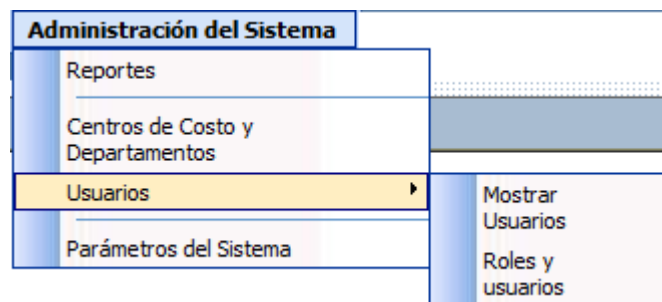 Administración del Sistema
Reportes
Centros de Costo y
Departamentos
Usuarios
Parámetros del Sistema
Mostrar
Usuarios
Roles y
usuarios